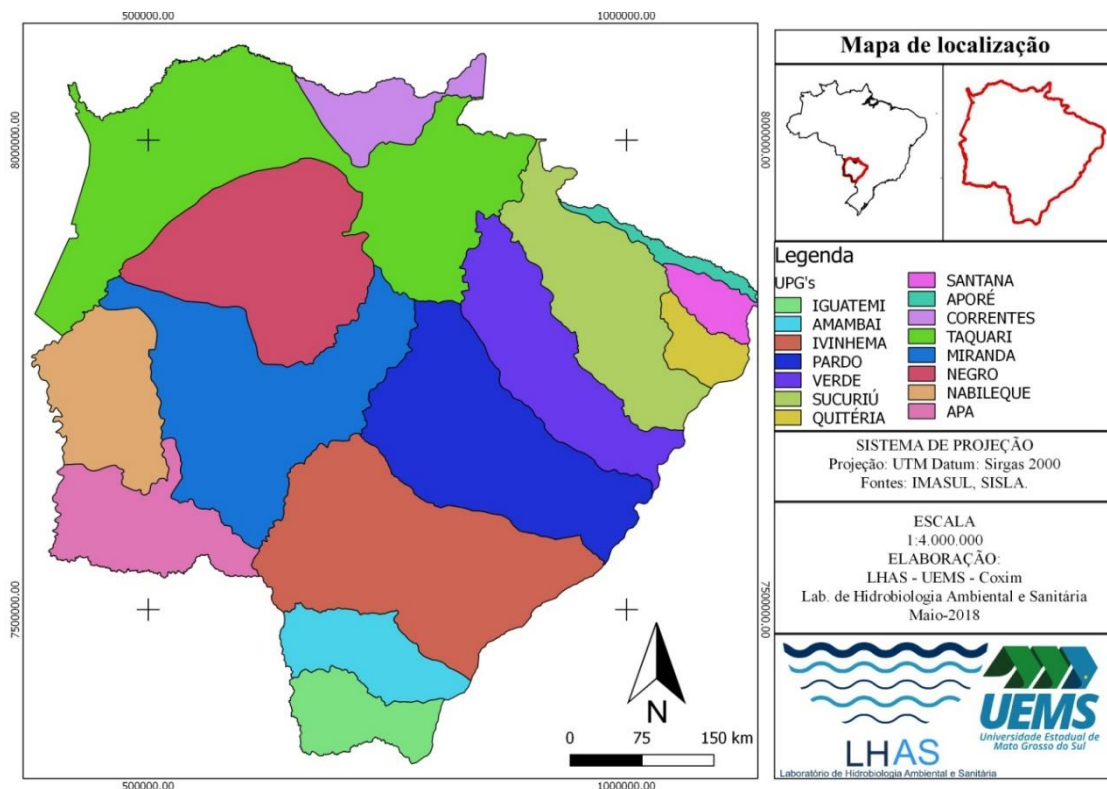 500000.00
1000000.00
8000000.00
8000000.00
7500000.00
7500000.00
N
0 75 150 km
500000.00
1000000.00
Mapa de localização
Legenda
UPG's
IGUATEMI
AMAMBAI
IVINHEMA
PARDO
VERDE
SUCURIÚ
QUITÉRIA
SANTANA
APORÉ
CORRENTES
TAQUARI
MIRANDA
NEGRO
NABILEQUE
APA
SISTEMA DE PROJEÇÃO
Projeção: UTM Datum: Sirgas 2000
Fontes: IMASUL, SISLA.
ESCALA
1:4.000.000
ELABORAÇÃO:
LHAS - UEMS - Coxim
Lab. de Hidrobiologia Ambiental e Sanitária
Maio-2018
LHAS
Laboratório de Hidrobiologia Ambiental e Sanitária
UEMS
Universidade Estadual de
Mato Grosso do Sul